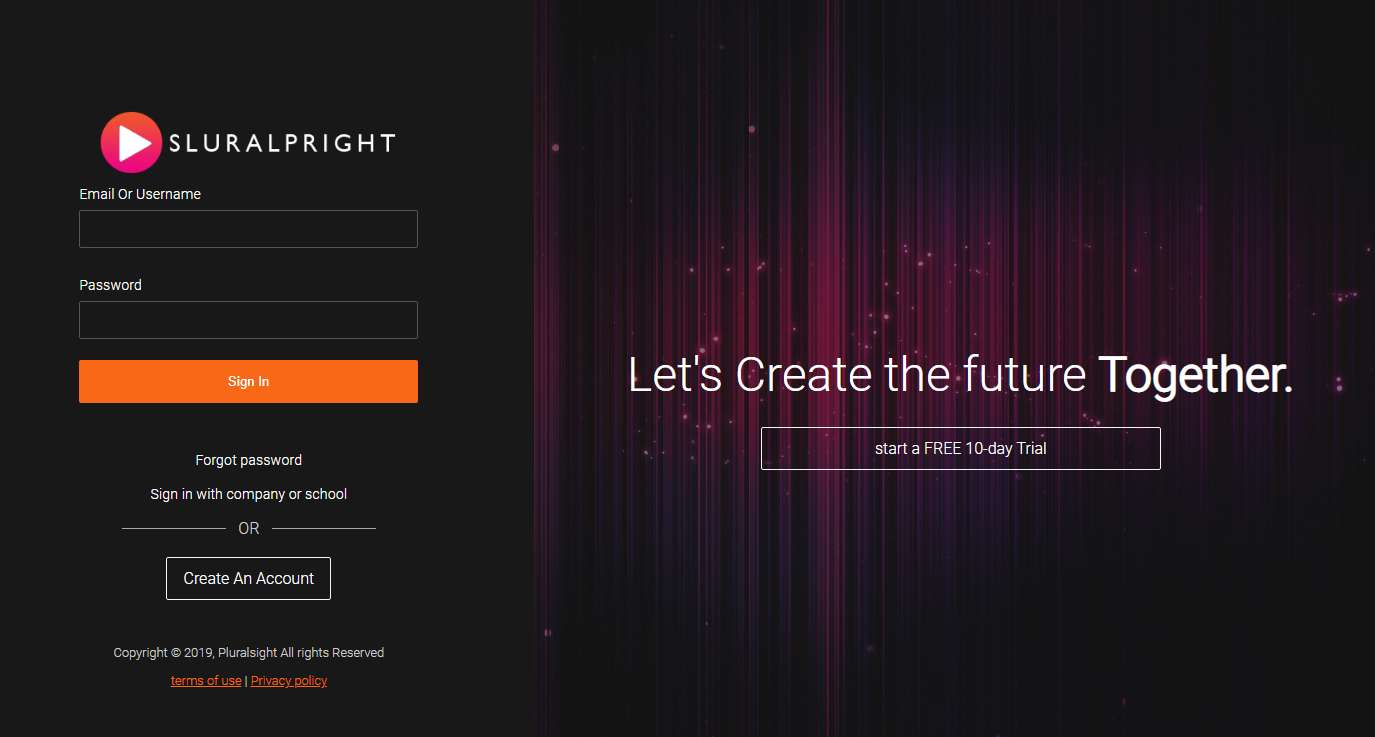 SLURALPRIGHT
Email Or Username
Password
Sign In
Forgot password
Sign in with company or school
OR
Create An Account
Copyright © 2019, Pluralsight All rights Reserved
terms of use | Privacy policy
Let's Create the future Together.
start a FREE 10-day Trial